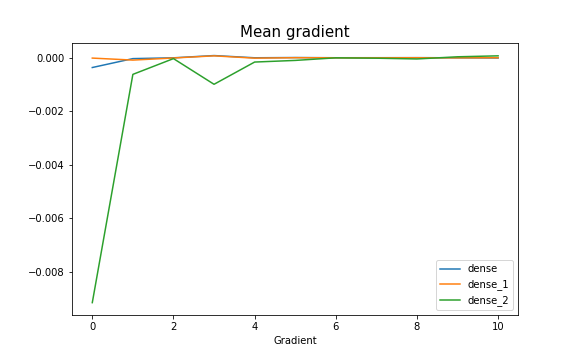 Mean gradient
0.000
−0.002
−0.004
−0.006
−0.008
dense
dense_1
dense_2
0 2 4 6 8 10
Gradient